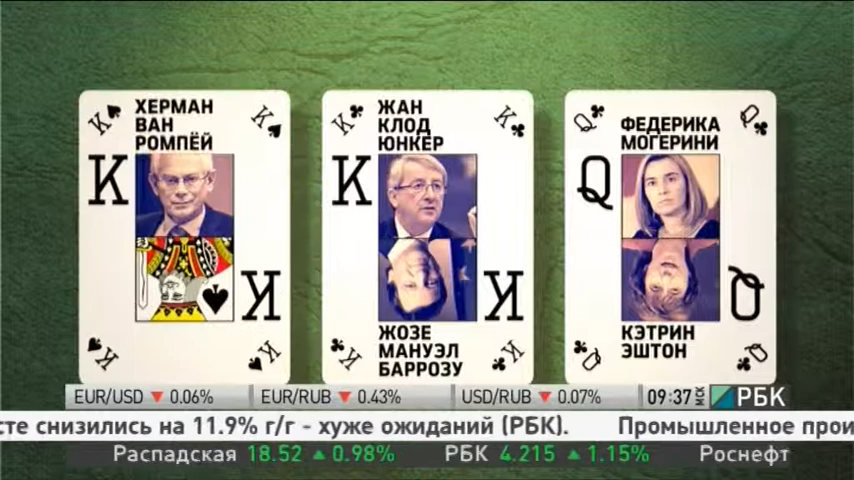 K K
ХЕРМАН
ВАН
РОМПЁЙ
K
K
K K
K K
ЖАН
КЛОД
ЮНКЕР
K
K
ЖОЗЕ
МАНУЭЛ
БАРРОЗУ
K K
Q Q
ФЕДЕРИКА
МОГЕРИНИ
Q
Q
КЭТРИН
ЭШТОН
Q Q
EUR/USD ▼ 0.06% EUR/RUB ▼ 0.43% USD/RUB ▼ 0.07% 09:37 МСК РБК
сте снизились на 11.9% г/г - хуже ожиданий (РБК). Промышленное прои
Распадская 18.52 ▲ 0.98% РБК 4.215 ▲ 1.15% Роснефт